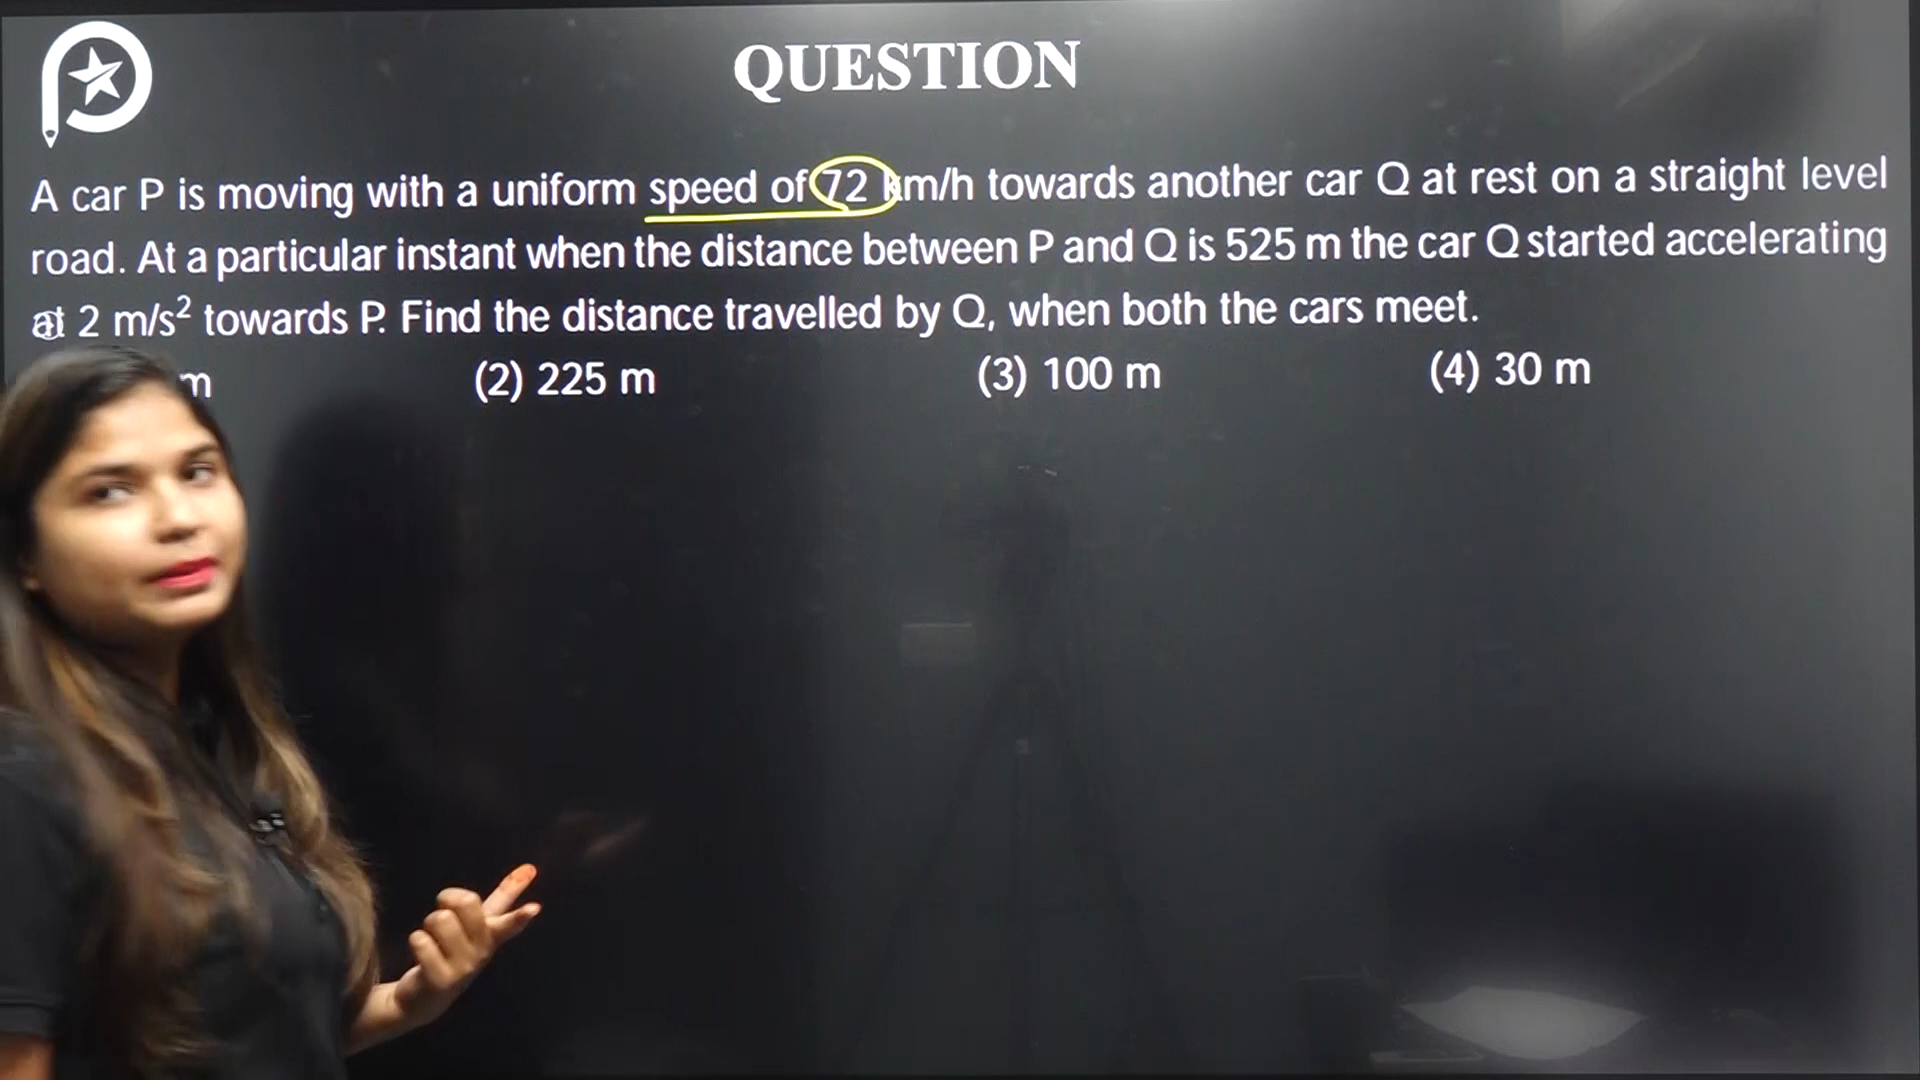 QUESTION
A car P is moving with a uniform speed of 72 km/h towards another car Q at rest on a straight level
road. At a particular instant when the distance between P and Q is 525 m the car Q started accelerating
at 2 m/s² towards P. Find the distance travelled by Q, when both the cars meet.
m (2) 225 m (3) 100 m (4) 30 m